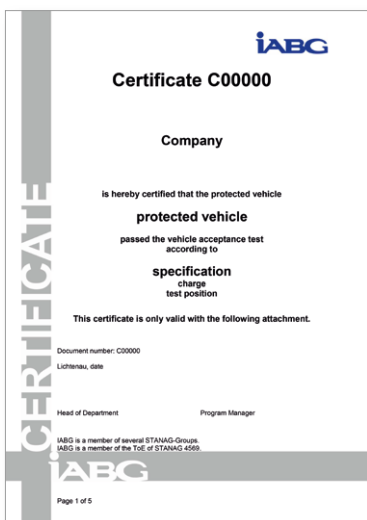 iABG
Certificate C00000
Company
is hereby certified that the protected vehicle
protected vehicle
passed the vehicle acceptance test
according to
specification
charge
test position
This certificate is only valid with the following attachment.
Document number: C00000
Lichtenau, date
Head of Department Program Manager
IABG is a member of several STANAG-Groups.
IABG is a member of the ToE of STANAG 4569.
CERTIFICATE
iABG
Page 1 of 5